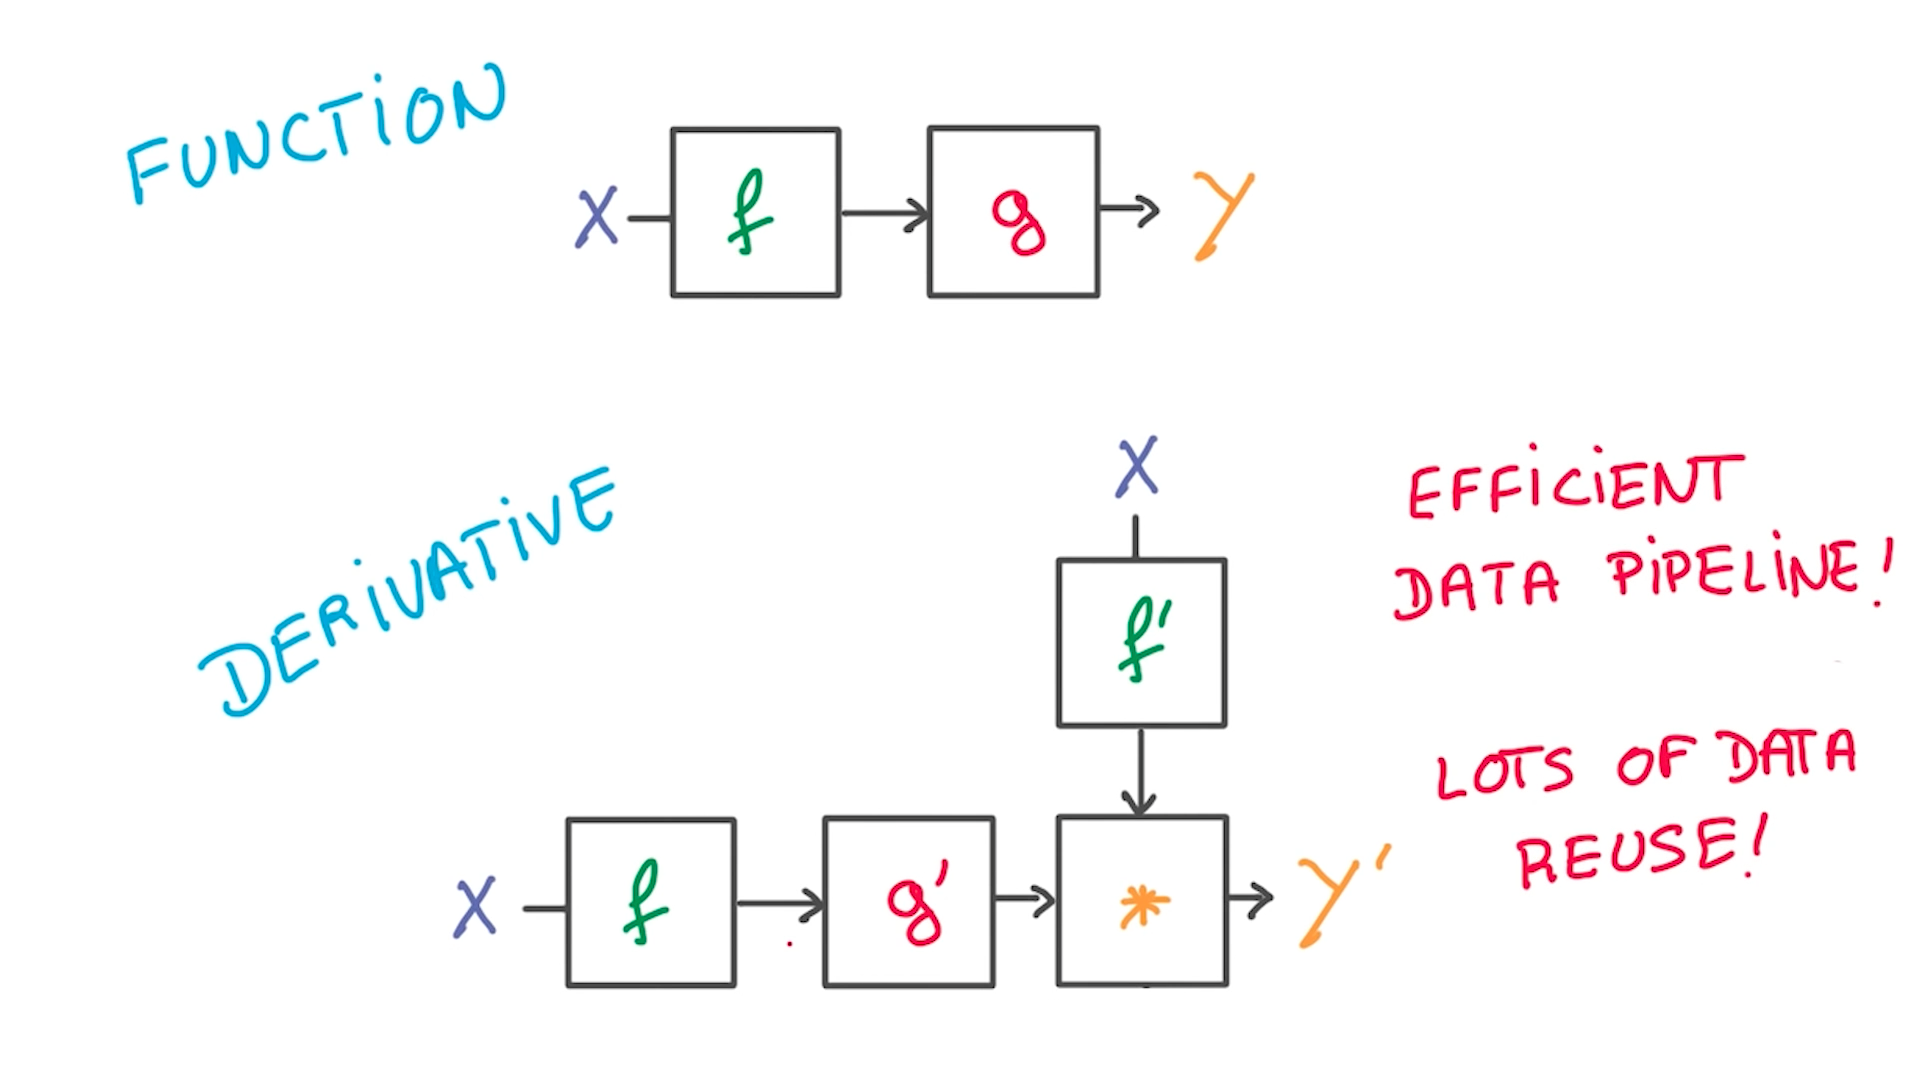 FUNCTION
X f g Y
DERIVATIVE
X
f'
X f g' * Y'
EFFICIENT
DATA PIPELINE!
LOTS OF DATA
REUSE!